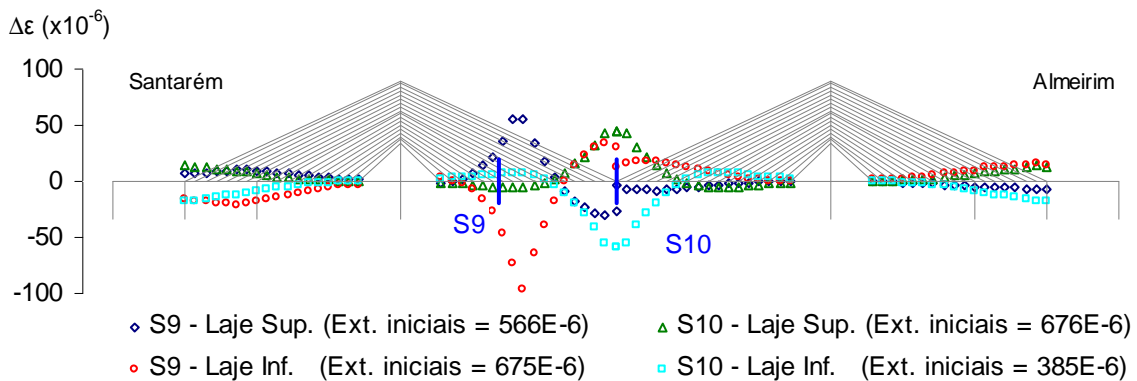 Δε (x10⁻⁶)
100
Santarém
Almeirim
50
0
S9
S10
-50
-100
S9 - Laje Sup. (Ext. iniciais = 566E-6)
S10 - Laje Sup. (Ext. iniciais = 676E-6)
S9 - Laje Inf. (Ext. iniciais = 675E-6)
S10 - Laje Inf. (Ext. iniciais = 385E-6)